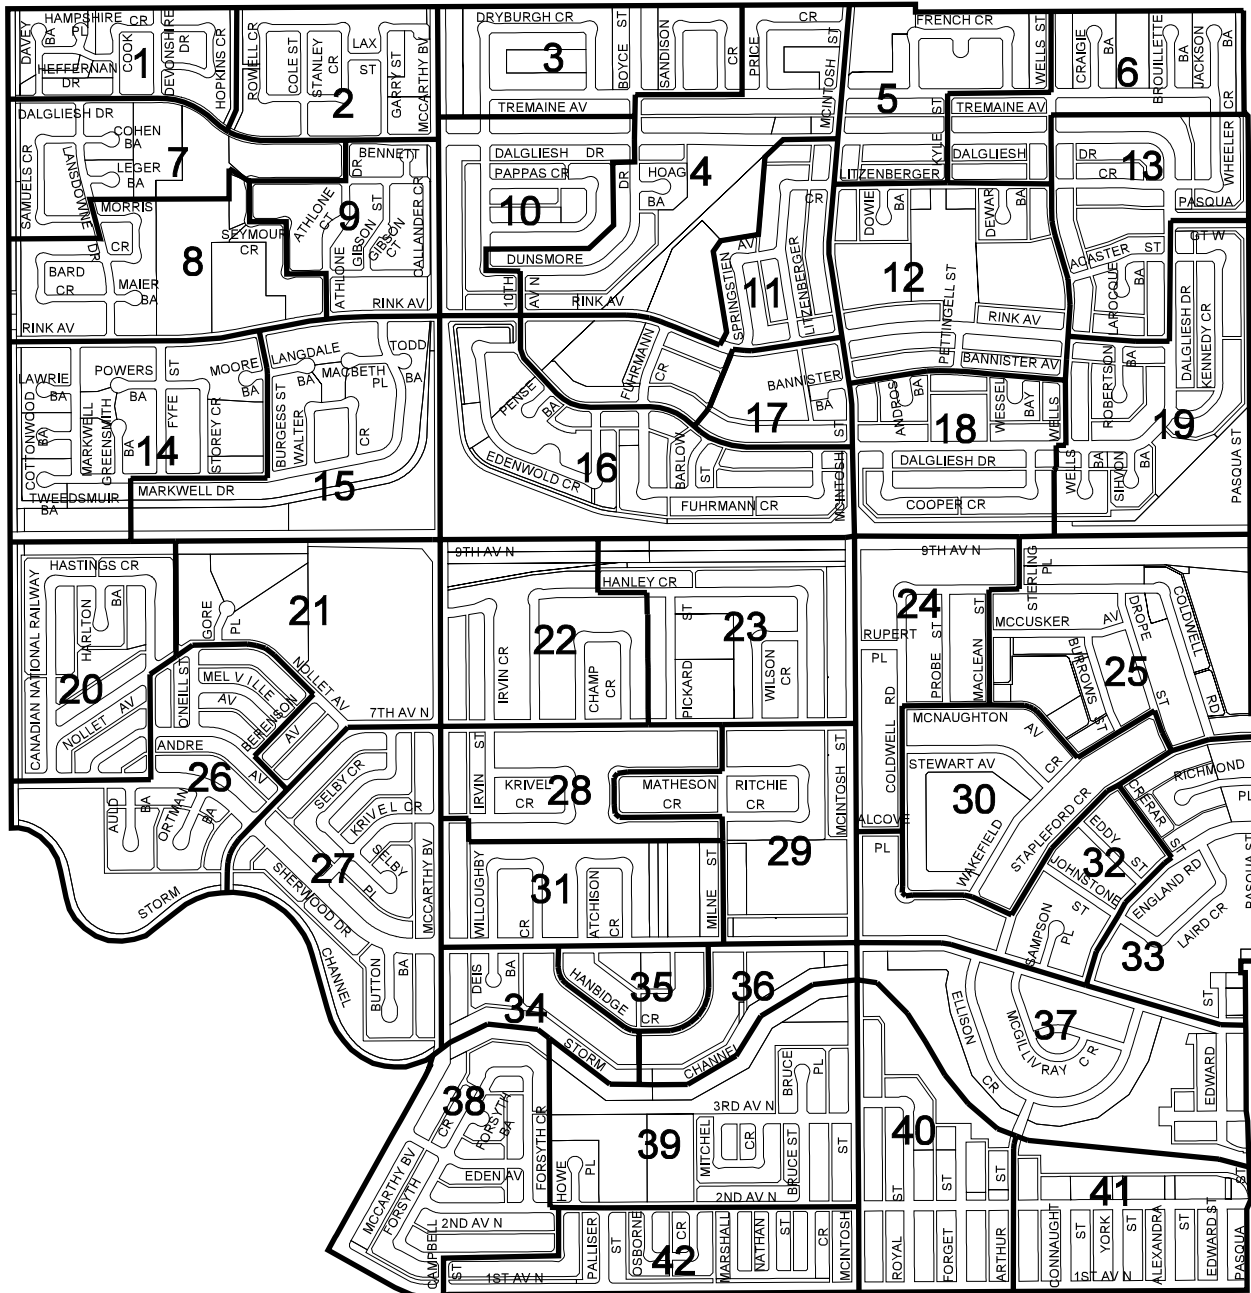 HAMPSHIRE PL
CR
DAVEY BA
COOK
DEVONSHIRE DR
HOPKINS CR
HEFFERNAN DR
1
ROWELL CR
COLE ST
STANLEY CR
LAX ST
GARRY ST
MCCARTHY BV
2
DRYBURGH CR
3
BOYCE ST
SANDISON
CR
PRICE
CR
MCINTOSH ST
TREMAINE AV
FRENCH CR
WELLS ST
5
KYLE ST
TREMAINE AV
CRAIGIE BA
BROUILLETTE BA
JACKSON BA
6
WHEELER CR
DALGLIESH DR
COHEN BA
7
LEGER BA
SAMUELS CR
LANSDOWNE DR
MORRIS CR
BENNETT DR
9
ATHLONE CT
GIBSON ST
GIBSON CT
CALLANDER CR
ATHLONE
SEYMOUR CR
8
BARD CR
MAIER BA
RINK AV
RINK AV
DALGLIESH DR
PAPPAS CR
10
DR
HOAG BA
4
DUNSMORE
10TH AV N
RINK AV
SPRINGSTIEN AV
11
LITZENBERGER CR
LITZENBERGER
DALGLIESH DR
CR
13
PASQUA
DOWIE BA
DEWAR BA
12
PETTINGELL ST
RINK AV
BANNISTER AV
ACASTER ST
LAROCQUE BA
GT W
DALGLIESH DR
KENNEDY CR
LAWRIE BA
POWERS BA
ST
MOORE BA
COTTONWOOD BA
MARKWELL
GREENSMITH BA
14
FYFE
STOREY CR
TWEEDSMUIR BA
MARKWELL DR
LANGDALE BA
MACBETH PL
TODD BA
BURGESS ST
WALTER
CR
15
PENSE BA
FUHRMANN CR
BANNISTER BA
17
ST
EDENWOLD CR
16
BARLOW ST
FUHRMANN CR
MCINTOSH
ANDROS BA
WESSEL BAY
WELLS
18
DALGLIESH DR
COOPER CR
ROBERTSON BA
19
WELLS BA
SIHVON BA
PASQUA ST
HASTINGS CR
CANADIAN NATIONAL RAILWAY
HARLTON BA
20
NOLLET AV
GORE PL
21
O'NEILL ST
MELVILLE AV
BERENSON AV
NOLLET AV
7TH AV N
ANDRE AV
26
AULD BA
ORTMAN BA
9TH AV N
HANLEY CR
22
IRVIN CR
CHAMP CR
ST
23
PICKARD
WILSON CR
9TH AV N
24
RUPERT PL
PROBE ST
MACLEAN ST
COLDWELL RD
STERLING PL
MCCUSKER AV
BURROWS ST
DROPE ST
COLDWELL RD
25
SELBY CR
KRIVEL CR
SELBY PL
27
SHERWOOD DR
MCCARTHY BV
STORM CHANNEL
BUTTON BA
IRVIN ST
KRIVEL CR
28
MATHESON CR
RITCHIE CR
MCINTOSH ST
29
WILLOUGHBY CR
31
ATCHISON CR
MILNE ST
MCNAUGHTON AV
STEWART AV
CR
30
WAKEFIELD
ALCOVE PL
STAPLEFORD CR
EDDY ST
32
JOHNSTONE ST
CRERAR ST
RICHMOND PL
ENGLAND RD
LAIRD CR
PASQUA ST
SAMPSON PL
33
ST
DEIS BA
34
HANBIDGE CR
35
36
STORM CHANNEL
ELLISON CR
MCGILLIVRAY CR
37
EDWARD
38
FORSYTH BA
CR
MCCARTHY BV
FORSYTH
EDEN AV
FORSYTH CR
2ND AV N
CAMPBELL ST
1ST AV N
BRUCE PL
3RD AV N
39
HOWE PL
MITCHEL CR
BRUCE ST
ST
2ND AV N
PALLISER ST
OSBORNE CR
42
MARSHALL
NATHAN ST
CR
MCINTOSH
40
ROYAL ST
FORGET ST
ARTHUR ST
CONNAUGHT ST
YORK ST
41
ALEXANDRA ST
EDWARD ST
PASQUA ST
1ST AV N